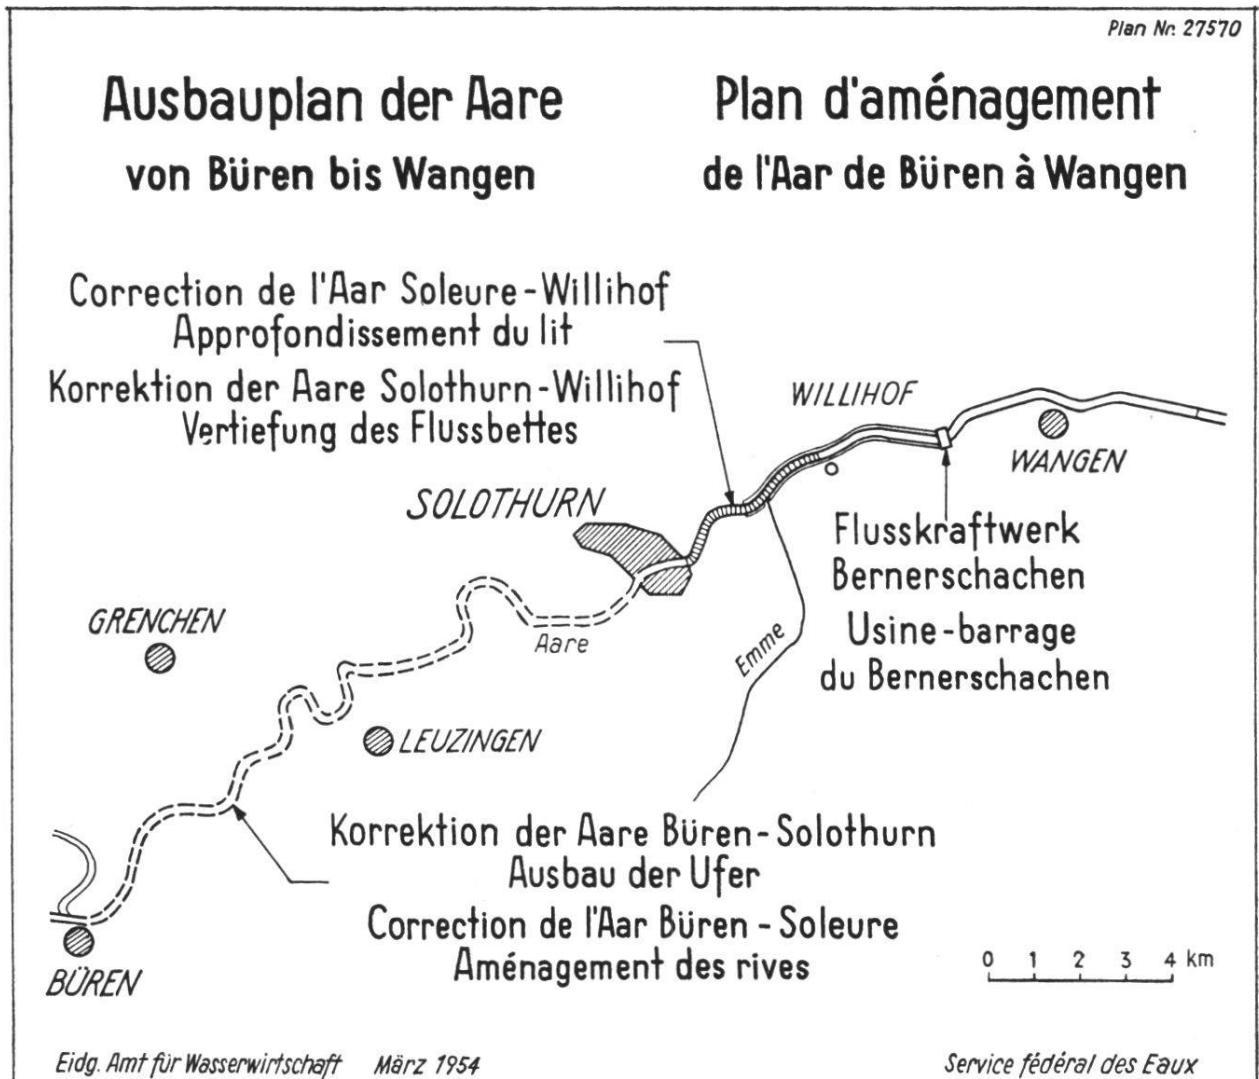 Plan Nr. 27570
Ausbauplan der Aare
von Büren bis Wangen
Plan d'aménagement
de l'Aar de Büren à Wangen
Correction de l'Aar Soleure-Willihof
Approfondissement du lit
Korrektion der Aare Solothurn-Willihof
Vertiefung des Flussbettes
WILLIHOF
WANGEN
SOLOTHURN
Flusskraftwerk
Bernerschachen
Usine-barrage
du Bernerschachen
GRENCHEN
Aare
Emme
LEUZINGEN
Korrektion der Aare Büren-Solothurn
Ausbau der Ufer
Correction de l'Aar Büren-Soleure
Aménagement des rives
BÜREN
0 1 2 3 4 km
Eidg. Amt für Wasserwirtschaft März 1954
Service fédéral des Eaux